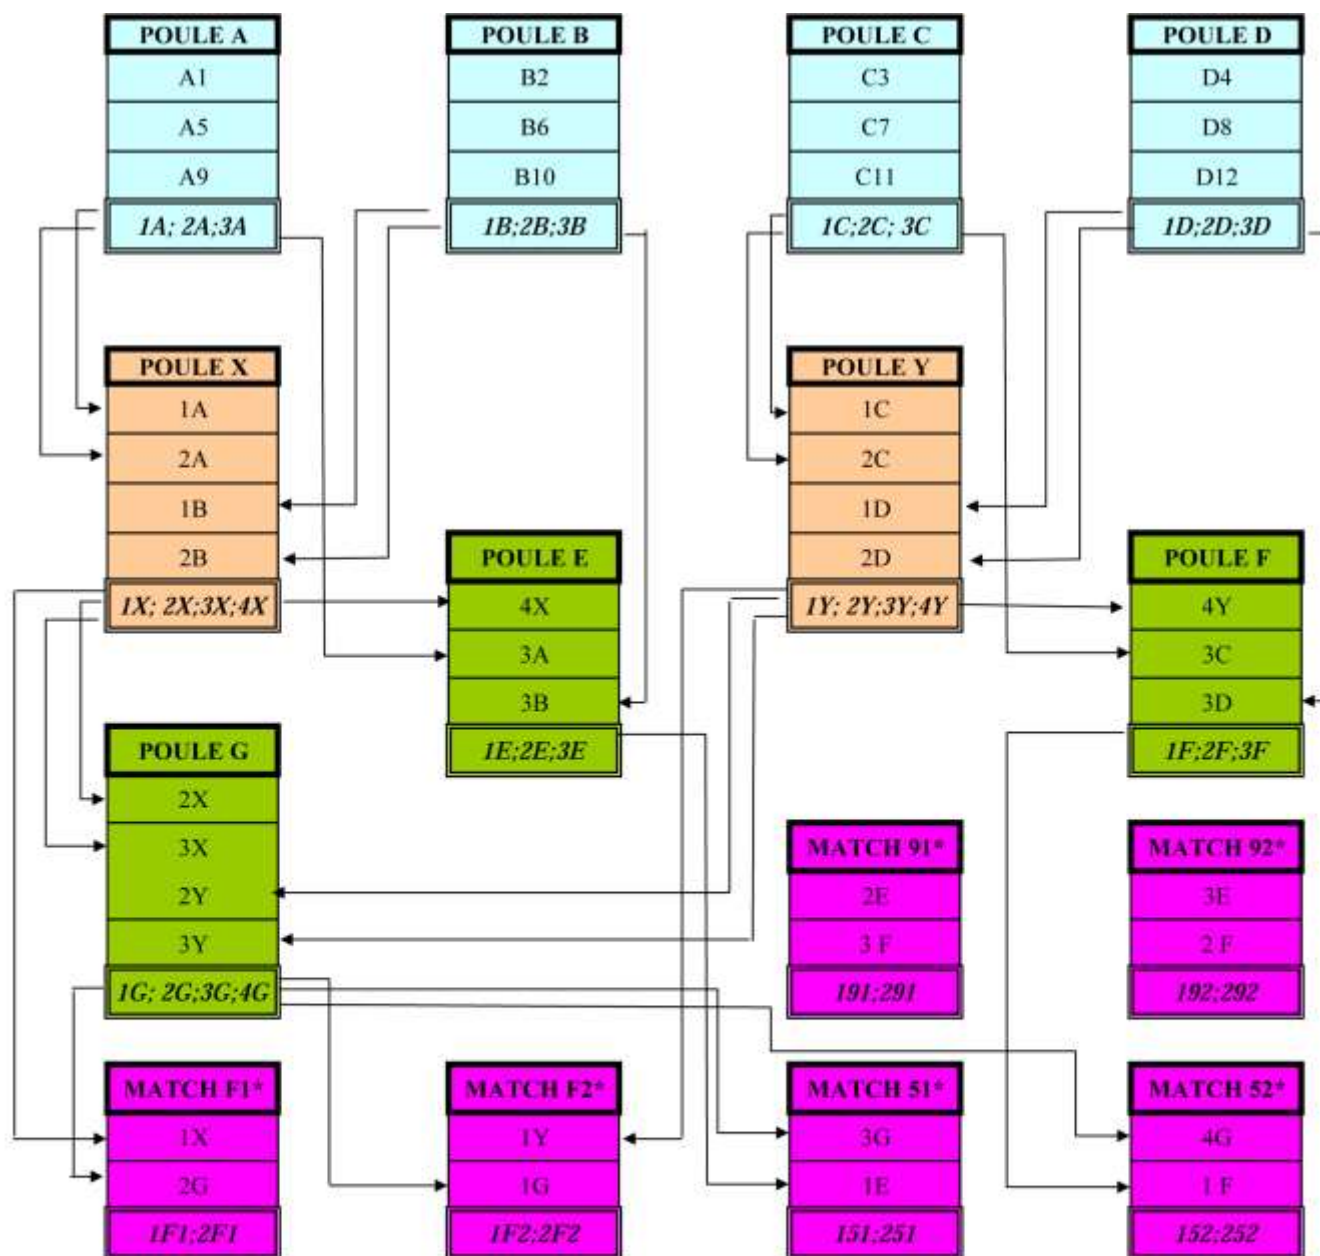 POULE A
POULE B
POULE C
POULE D
A1
B2
C3
D4
A5
B6
C7
D8
A9
B10
C11
D12
1A; 2A;3A
1B;2B;3B
1C;2C; 3C
1D;2D;3D
POULE X
POULE Y
1A
1C
2A
2C
1B
1D
2B
POULE E
2D
POULE F
1X; 2X;3X;4X
4X
1Y; 2Y;3Y;4Y
4Y
3A
3C
3B
3D
POULE G
1E;2E;3E
1F;2F;3F
2X
3X
MATCH 91*
MATCH 92*
2Y
2E
3E
3Y
3 F
2 F
1G; 2G;3G;4G
191;291
192;292
MATCH F1*
MATCH F2*
MATCH 51*
MATCH 52*
1X
1Y
3G
4G
2G
1G
1E
1 F
1F1;2F1
1F2;2F2
151;251
152;252